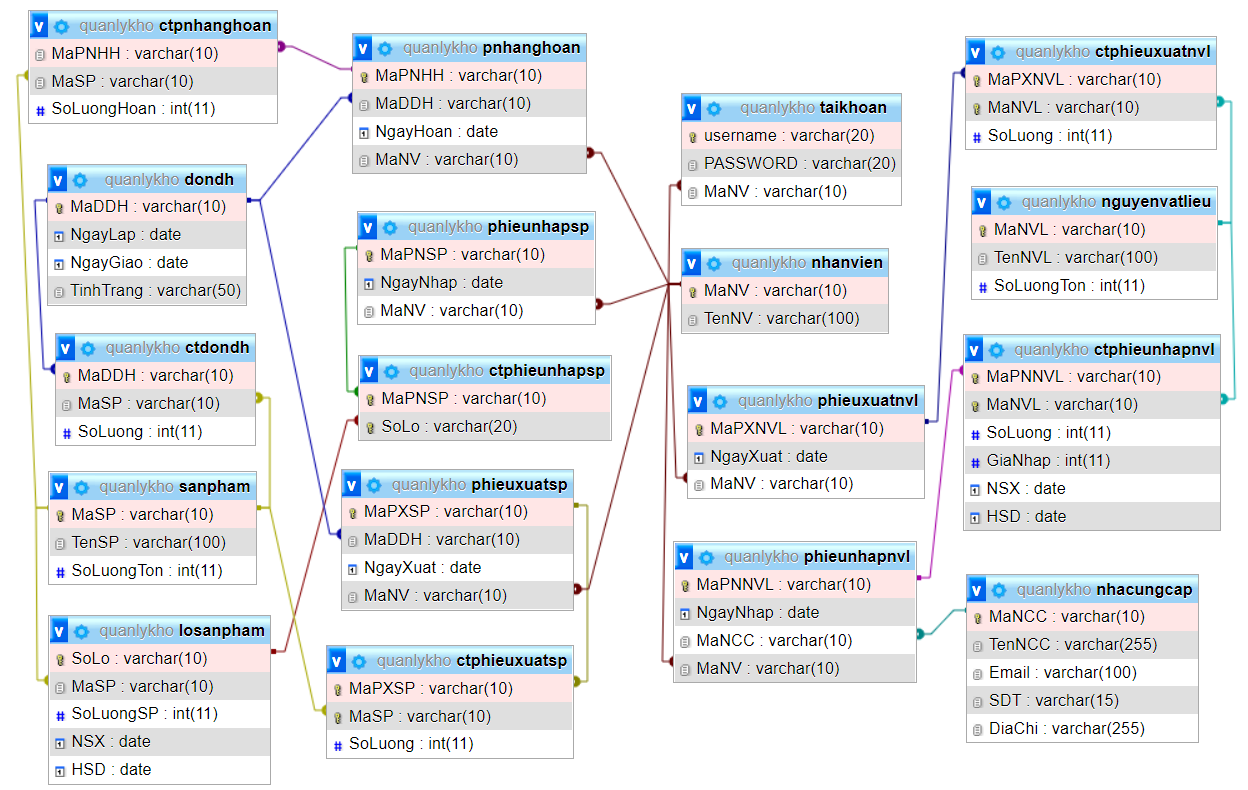 quanlykho ctpnhanghoan
MaPNHH : varchar(10)
MaSP : varchar(10)
# SoLuongHoan : int(11)
quanlykho dondh
MaDDH : varchar(10)
NgayLap : date
NgayGiao : date
TinhTrang : varchar(50)
quanlykho ctdondh
MaDDH : varchar(10)
MaSP : varchar(10)
# SoLuong : int(11)
quanlykho sanpham
MaSP : varchar(10)
TenSP : varchar(100)
# SoLuongTon : int(11)
quanlykho losanpham
SoLo : varchar(10)
MaSP : varchar(10)
# SoLuongSP : int(11)
NSX : date
HSD : date
quanlykho pnhanghoan
MaPNHH : varchar(10)
MaDDH : varchar(10)
NgayHoan : date
MaNV : varchar(10)
quanlykho phieunhapsp
MaPNSP : varchar(10)
NgayNhap : date
MaNV : varchar(10)
quanlykho ctphieunhapsp
MaPNSP : varchar(10)
SoLo : varchar(20)
quanlykho phieuxuatsp
MaPXSP : varchar(10)
MaDDH : varchar(10)
NgayXuat : date
MaNV : varchar(10)
quanlykho ctphieuxuatsp
MaPXSP : varchar(10)
MaSP : varchar(10)
# SoLuong : int(11)
quanlykho taikhoan
username : varchar(20)
PASSWORD : varchar(20)
MaNV : varchar(10)
quanlykho nhanvien
MaNV : varchar(10)
TenNV : varchar(100)
quanlykho phieuxuatnvl
MaPXNVL : varchar(10)
NgayXuat : date
MaNV : varchar(10)
quanlykho phieunhapnvl
MaPNNVL : varchar(10)
NgayNhap : date
MaNCC : varchar(10)
MaNV : varchar(10)
quanlykho ctphieuxuatnvl
MaPXNVL : varchar(10)
MaNVL : varchar(10)
# SoLuong : int(11)
quanlykho nguyenvatlieu
MaNVL : varchar(10)
TenNVL : varchar(100)
# SoLuongTon : int(11)
quanlykho ctphieunhapnvl
MaPNNVL : varchar(10)
MaNVL : varchar(10)
# SoLuong : int(11)
# GiaNhap : int(11)
NSX : date
HSD : date
quanlykho nhacungcap
MaNCC : varchar(10)
TenNCC : varchar(255)
Email : varchar(100)
SDT : varchar(15)
DiaChi : varchar(255)